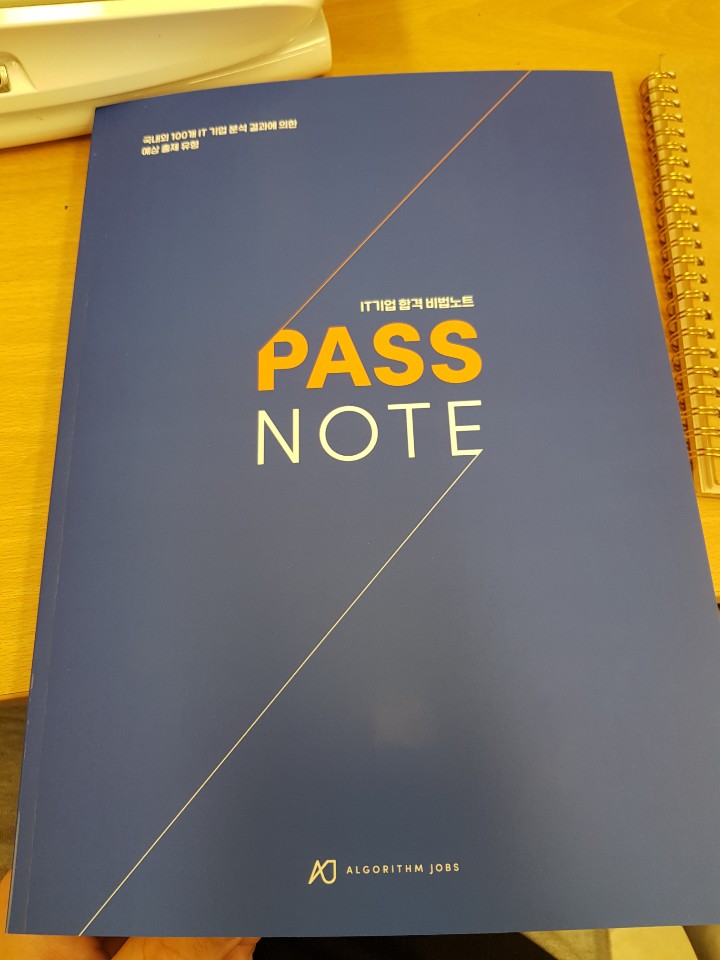 국내외 100개 IT 기업 분석 결과에 의한
예상 출제 유형
IT기업 합격 비법노트
PASS
NOTE
AJ ALGORITHM JOBS